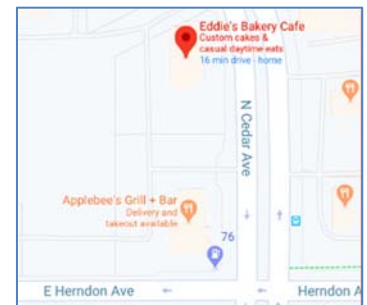 Eddie's Bakery Cafe
Custom cakes &
casual daytime eats
16 min drive - home
N Cedar Ave
Applebee's Grill + Bar
Delivery and
takeout available
76
E Herndon Ave
Herndon A